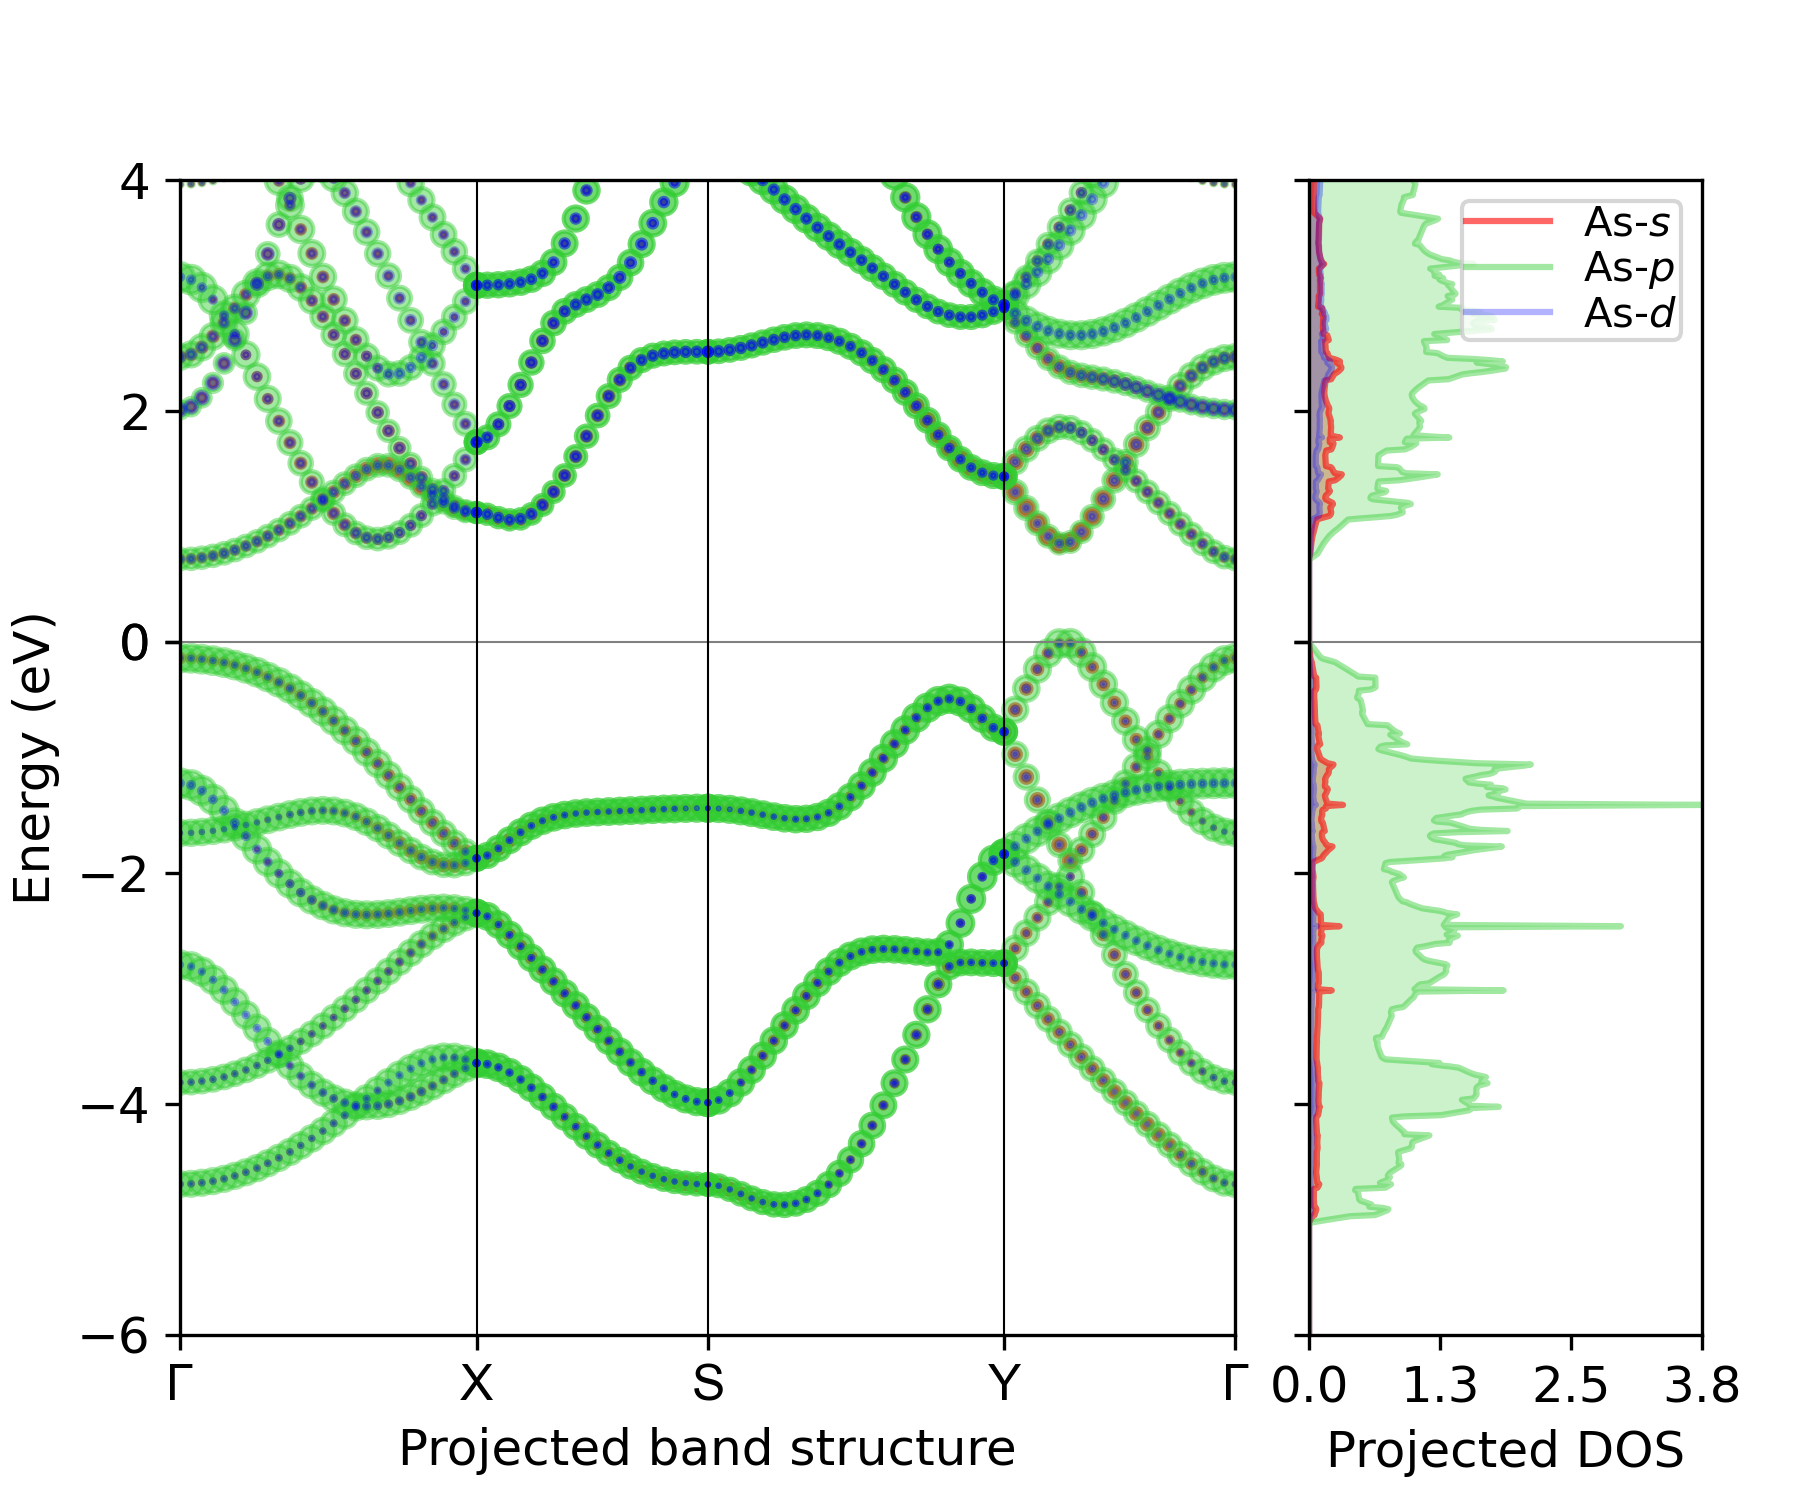 4
2
0
−2
−4
−6
Energy (eV)
Γ X S Y Γ
Projected band structure
As-s
As-p
As-d
0.0 1.3 2.5 3.8
Projected DOS